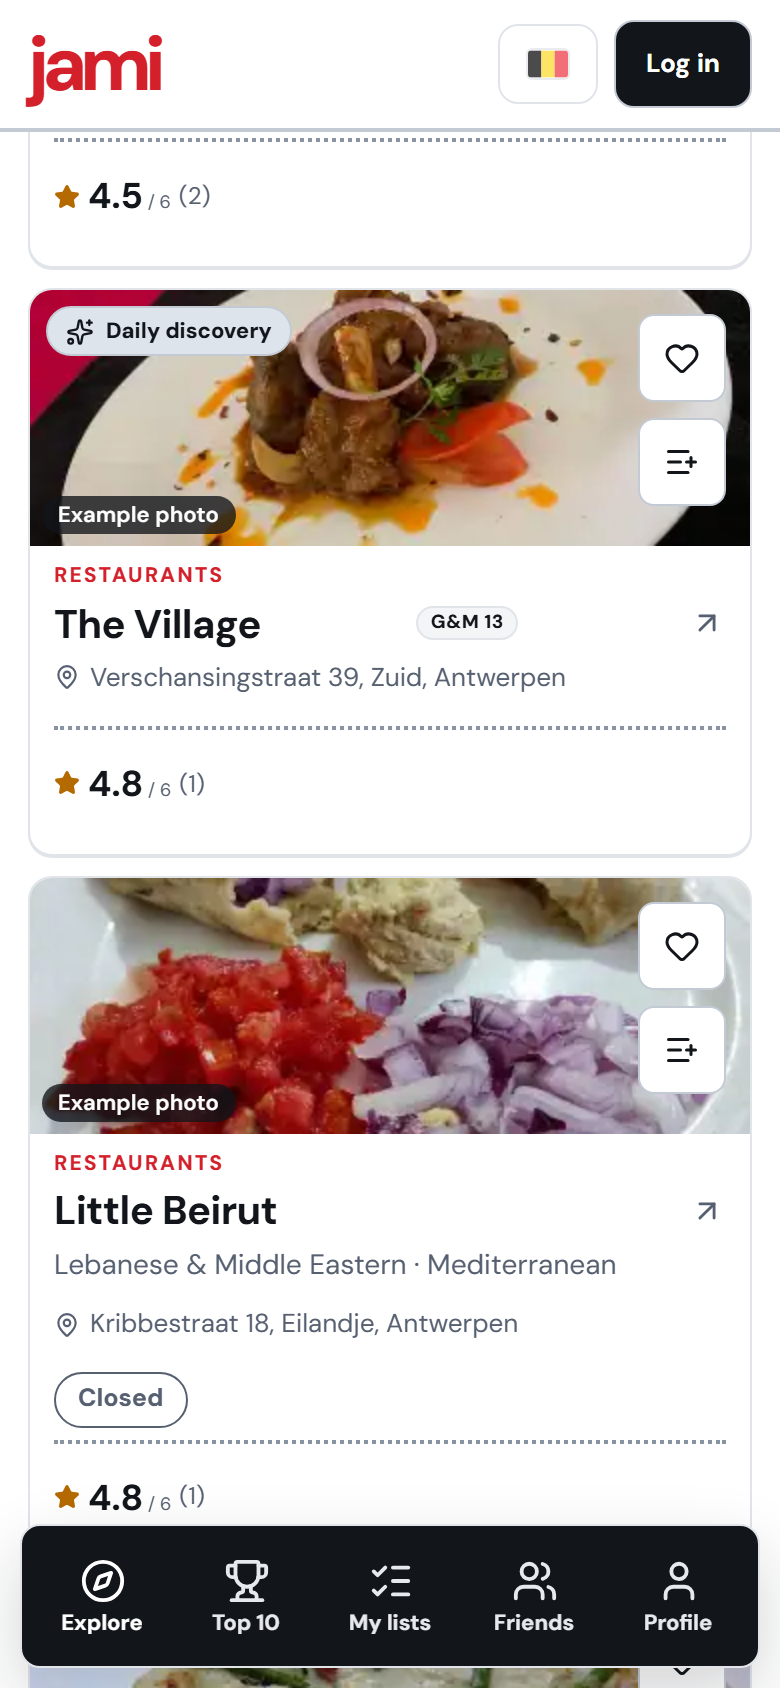 jami
Log in
4.5 / 6 (2)
Daily discovery
Example photo
RESTAURANTS
The Village G&M 13
Verschansingstraat 39, Zuid, Antwerpen
4.8 / 6 (1)
Example photo
RESTAURANTS
Little Beirut
Lebanese & Middle Eastern · Mediterranean
Kribbestraat 18, Eilandje, Antwerpen
Closed
4.8 / 6 (1)
Explore Top 10 My lists Friends Profile